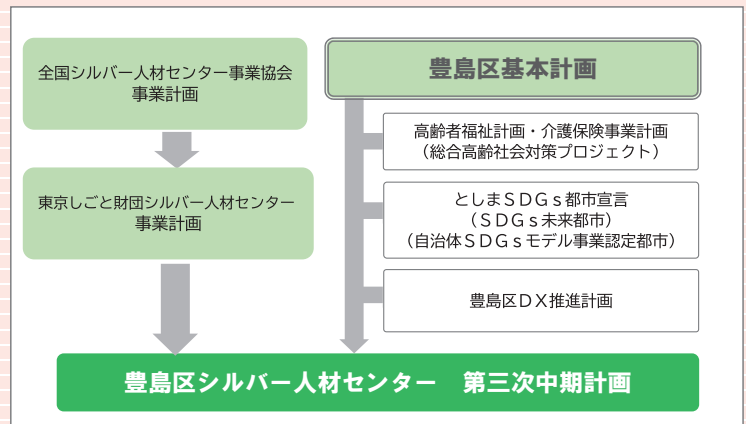 全国シルバー人材センター事業協会
事業計画
東京しごと財団シルバー人材センター
事業計画
豊島区基本計画
高齢者福祉計画・介護保険事業計画
（総合高齢社会対策プロジェクト）
としまＳＤＧｓ都市宣言
（ＳＤＧｓ未来都市）
（自治体ＳＤＧｓモデル事業認定都市）
豊島区ＤＸ推進計画
豊島区シルバー人材センター　第三次中期計画